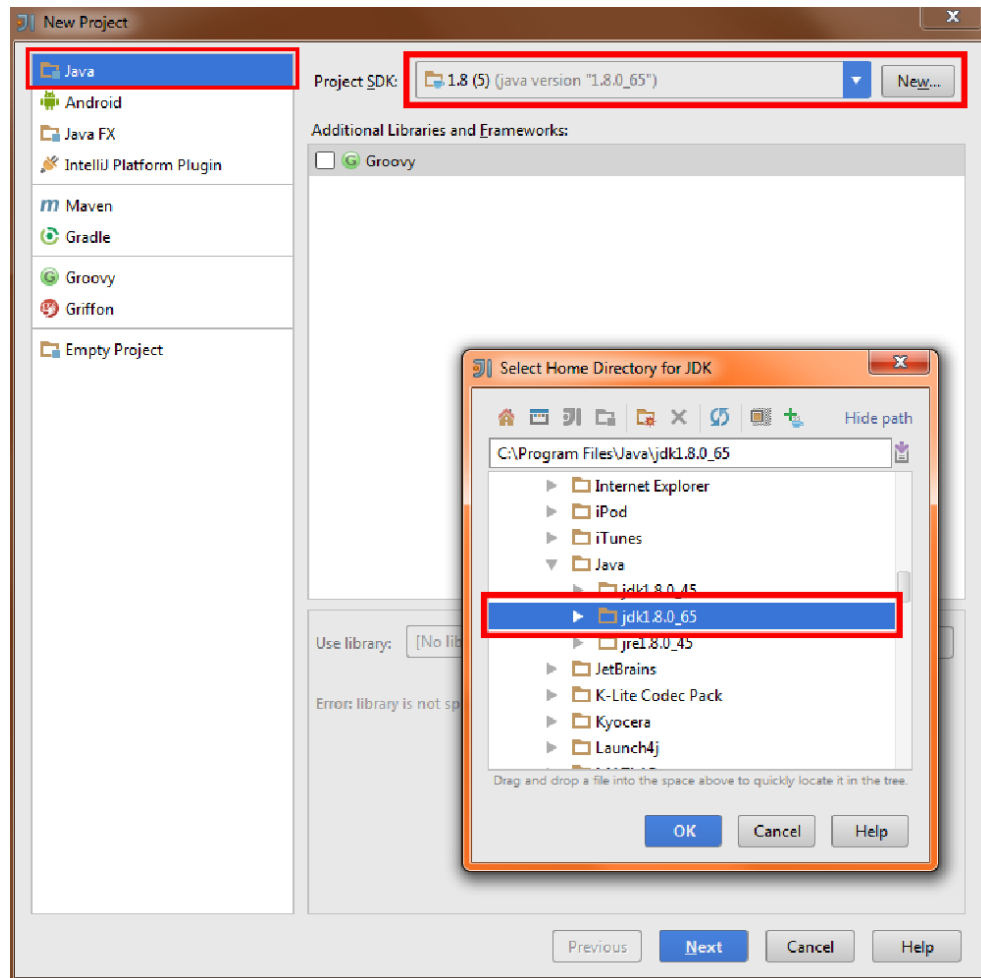 New Project
Java
Android
Java FX
IntelliJ Platform Plugin
Maven
Gradle
Groovy
Griffon
Empty Project
Project SDK: 1.8 (5) (java version "1.8.0_65") New...
Additional Libraries and Frameworks:
Groovy
Use library: [No lib
Error: library is not sp
Select Home Directory for JDK
Hide path
C:\Program Files\Java\jdk1.8.0_65
Internet Explorer
iPod
iTunes
Java
jdk1.8.0_45
jdk1.8.0_65
jre1.8.0_45
JetBrains
K-Lite Codec Pack
Kyocera
Launch4j
Drag and drop a file into the space above to quickly locate it in the tree.
OK Cancel Help
Previous Next Cancel Help